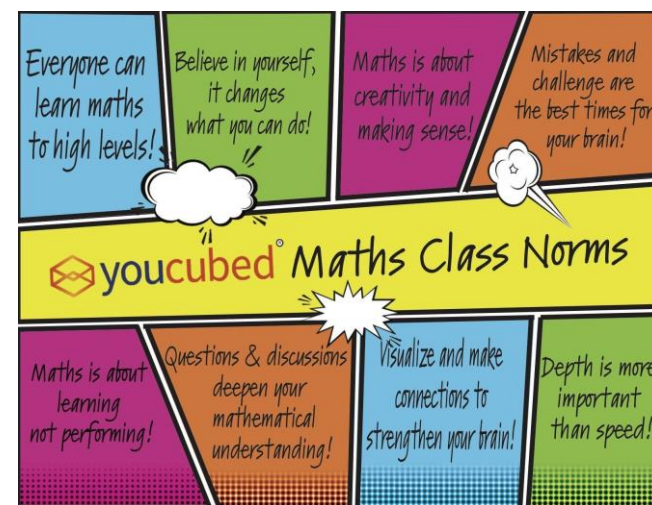 Everyone can
learn maths
to high levels!
Believe in yourself,
it changes
what you can do!
Maths is about
creativity and
making sense!
Mistakes and
challenge are
the best times for
your brain!
youcubed® Maths Class Norms
Maths is about
learning
not performing!
Questions & discussions
deepen your
mathematical
understanding!
Visualize and make
connections to
strengthen your brain!
Depth is more
important
than speed!